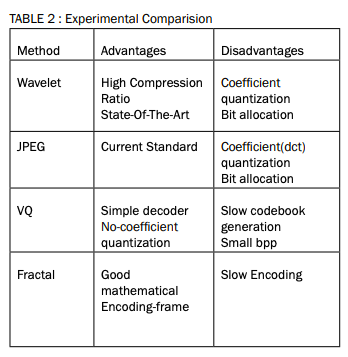 TABLE 2 : Experimental Comparision
Method Advantages Disadvantages
Wavelet High Compression Coefficient
Ratio quantization
State-Of-The-Art Bit allocation
JPEG Current Standard Coefficient(dct)
quantization
Bit allocation
VQ Simple decoder Slow codebook
No-coefficient generation
quantization Small bpp
Fractal Good Slow Encoding
mathematical
Encoding-frame